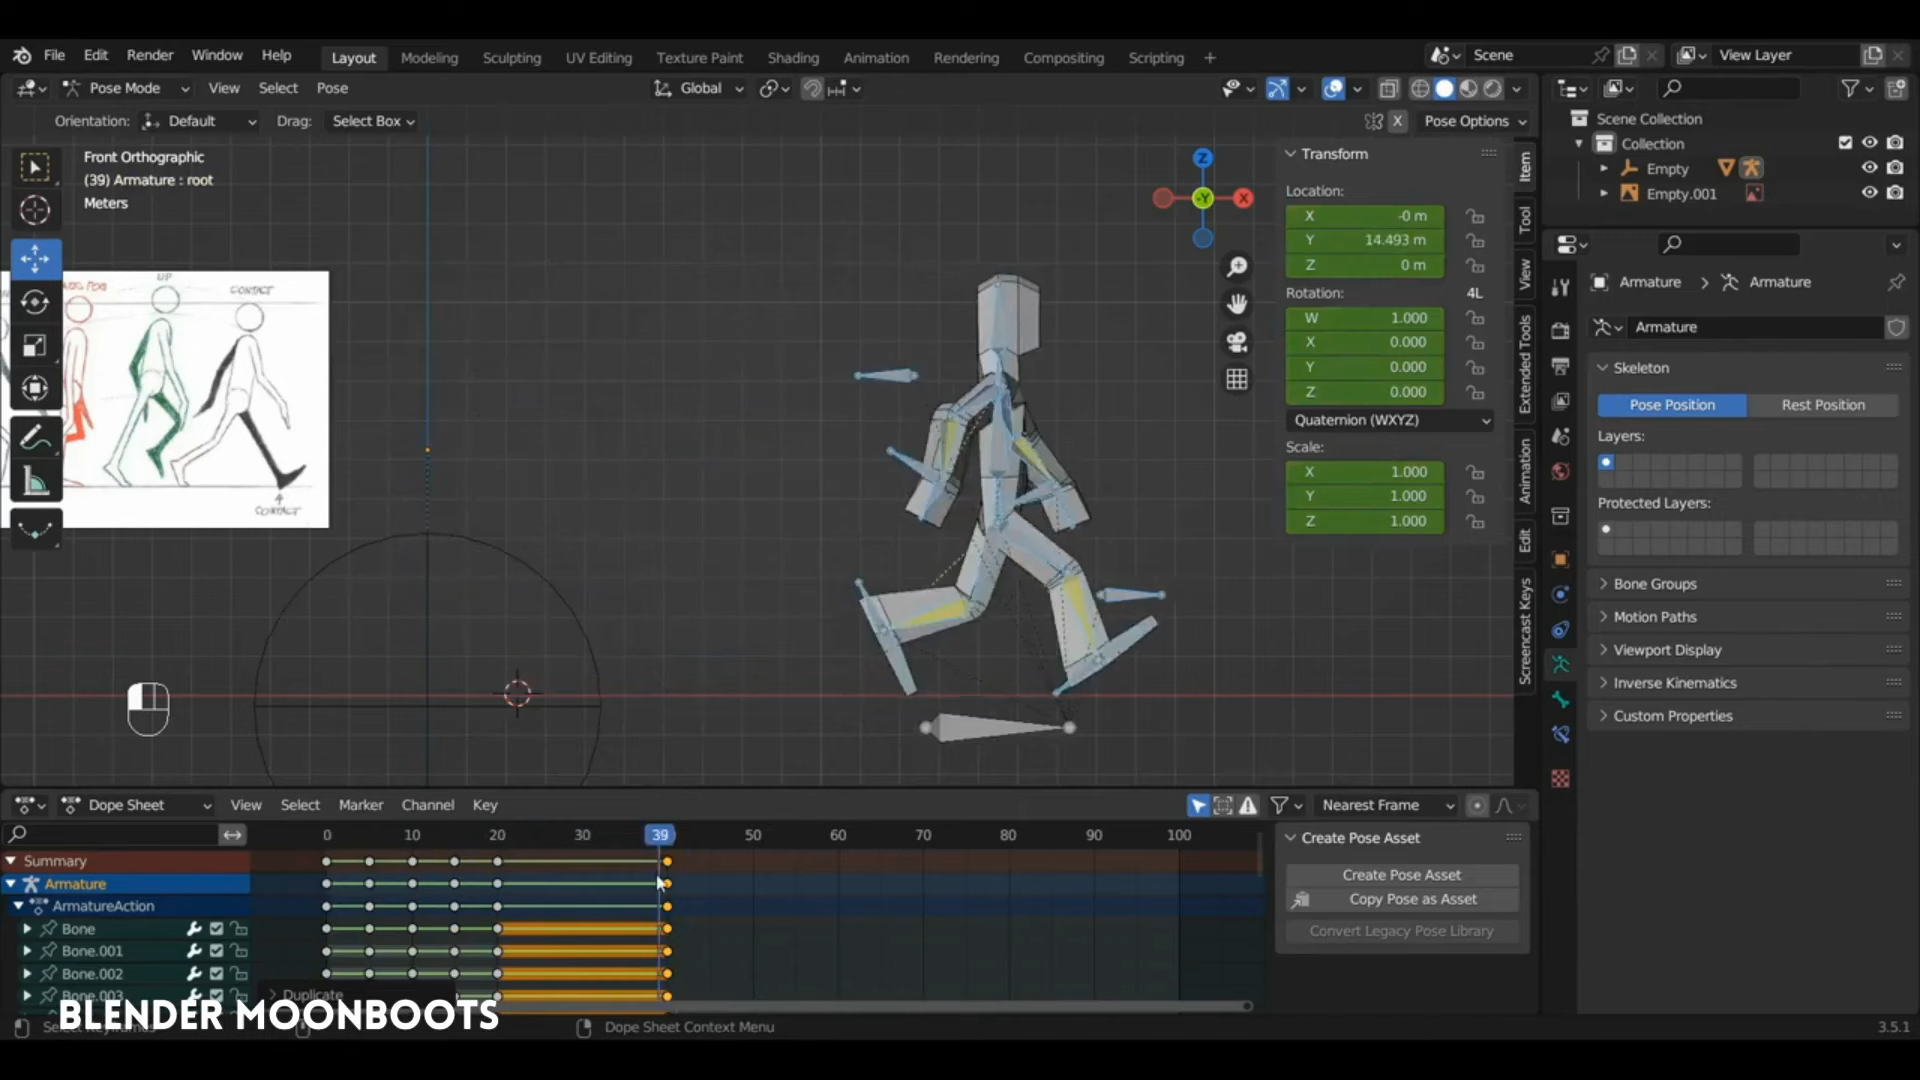 File Edit Render Window Help Layout Modeling Sculpting UV Editing Texture Paint Shading Animation Rendering Compositing Scripting + Scene View Layer
Pose Mode View Select Pose Global
Orientation: Default Drag: Select Box X Pose Options
Front Orthographic
(39) Armature : root
Meters
UP
CONTACT
CONTACT
Z
-Y
X
Transform
Location:
X -0 m
Y 14.493 m
Z 0 m
Rotation: 4L
W 1.000
X 0.000
Y 0.000
Z 0.000
Quaternion (WXYZ)
Scale:
X 1.000
Y 1.000
Z 1.000
Item
Tool
View
Extended Tools
Animation
Edit
Screencast Keys
Scene Collection
Collection
Empty
Empty.001
Armature > Armature
Armature
Skeleton
Pose Position Rest Position
Layers:
Protected Layers:
Bone Groups
Motion Paths
Viewport Display
Inverse Kinematics
Custom Properties
Dope Sheet View Select Marker Channel Key Nearest Frame
0 10 20 30 39 50 60 70 80 90 100
Summary
Armature
ArmatureAction
Bone
Bone.001
Bone.002
Bone.003
Duplicate
Create Pose Asset
Create Pose Asset
Copy Pose as Asset
Convert Legacy Pose Library
BLENDER MOONBOOTS
Dope Sheet Context Menu
3.5.1